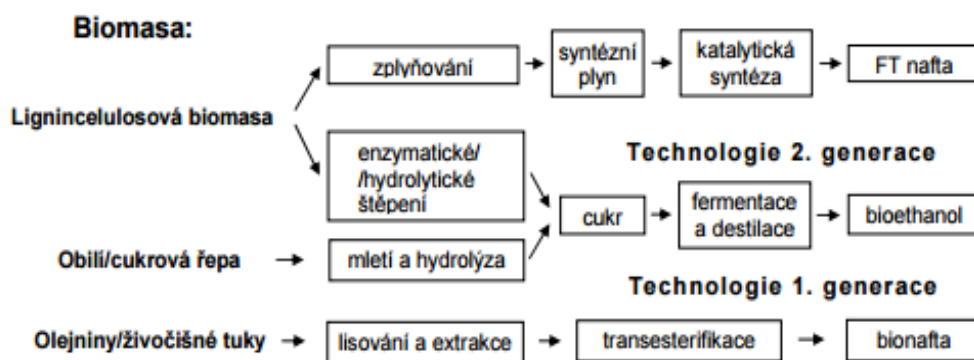 Biomasa:
zplyňování
syntézní
plyn
katalytická
syntéza
FT nafta
Lignincelulosová biomasa
enzymatické/
/hydrolytické
štěpení
Technologie 2. generace
cukr
fermentace
a destilace
bioethanol
Obilí/cukrová řepa
mletí a hydrolýza
Technologie 1. generace
Olejniny/živočišné tuky
lisování a extrakce
transesterifikace
bionafta